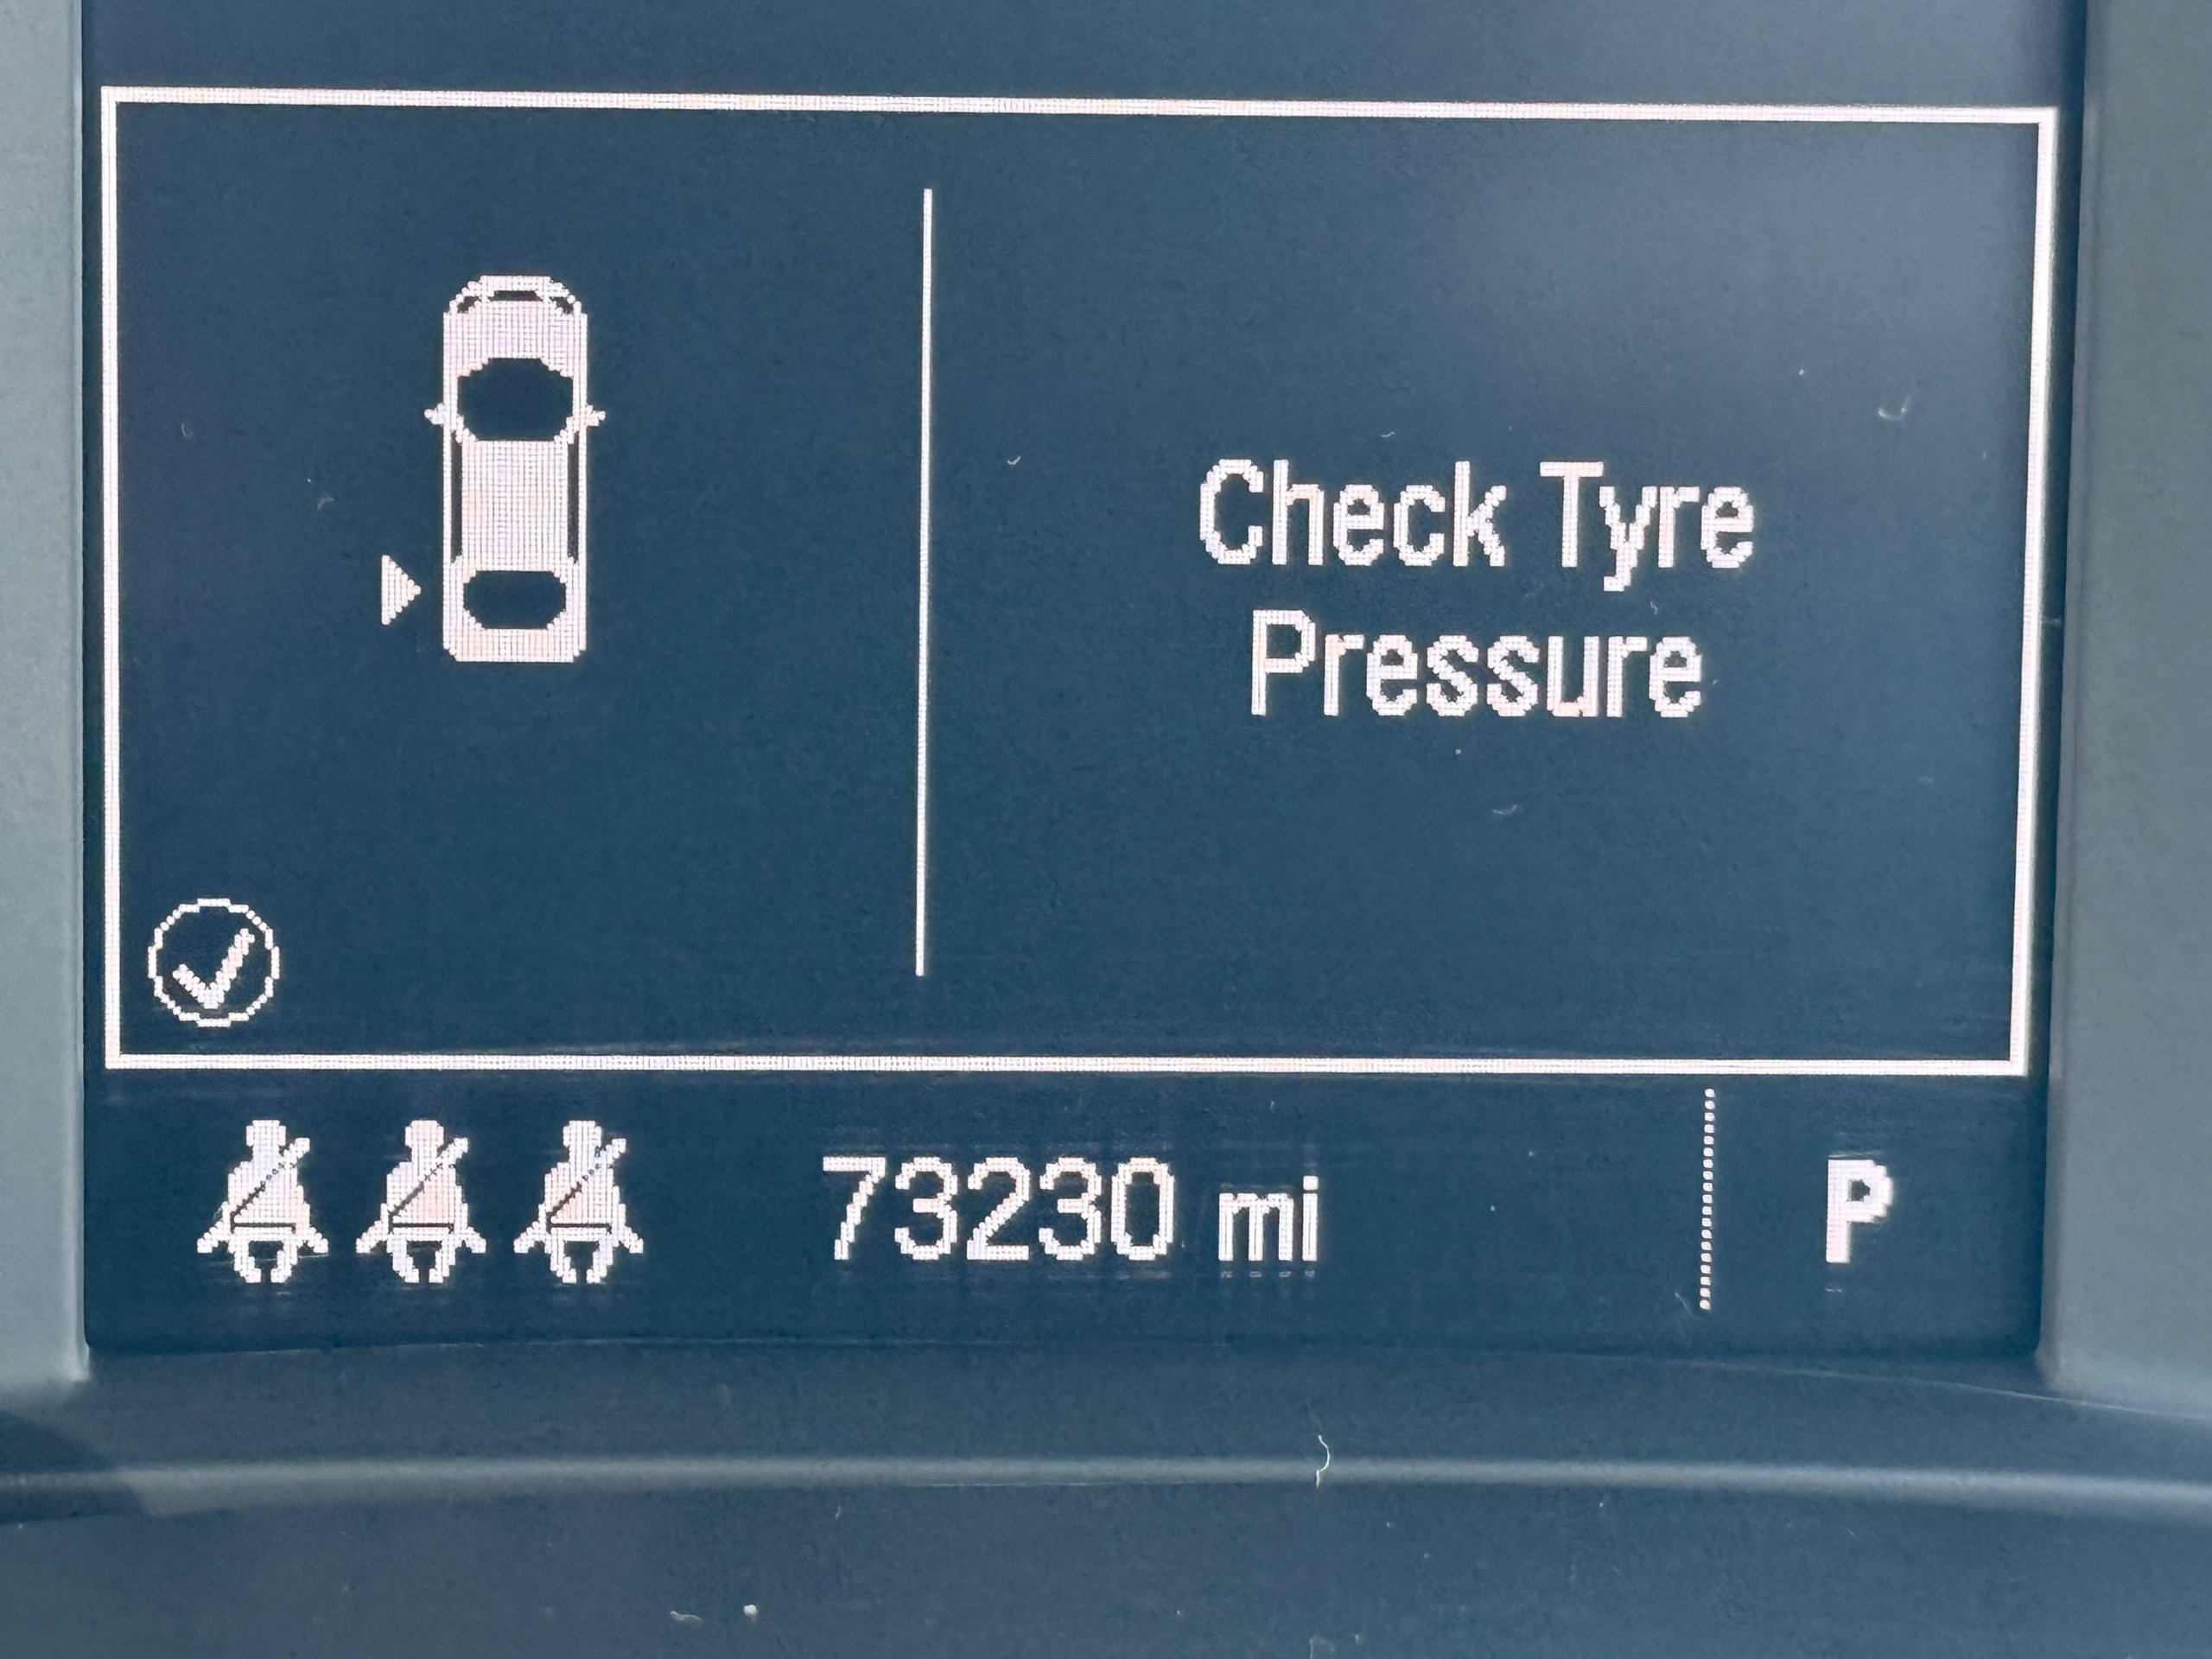 Check Tyre
Pressure
73230 mi
P